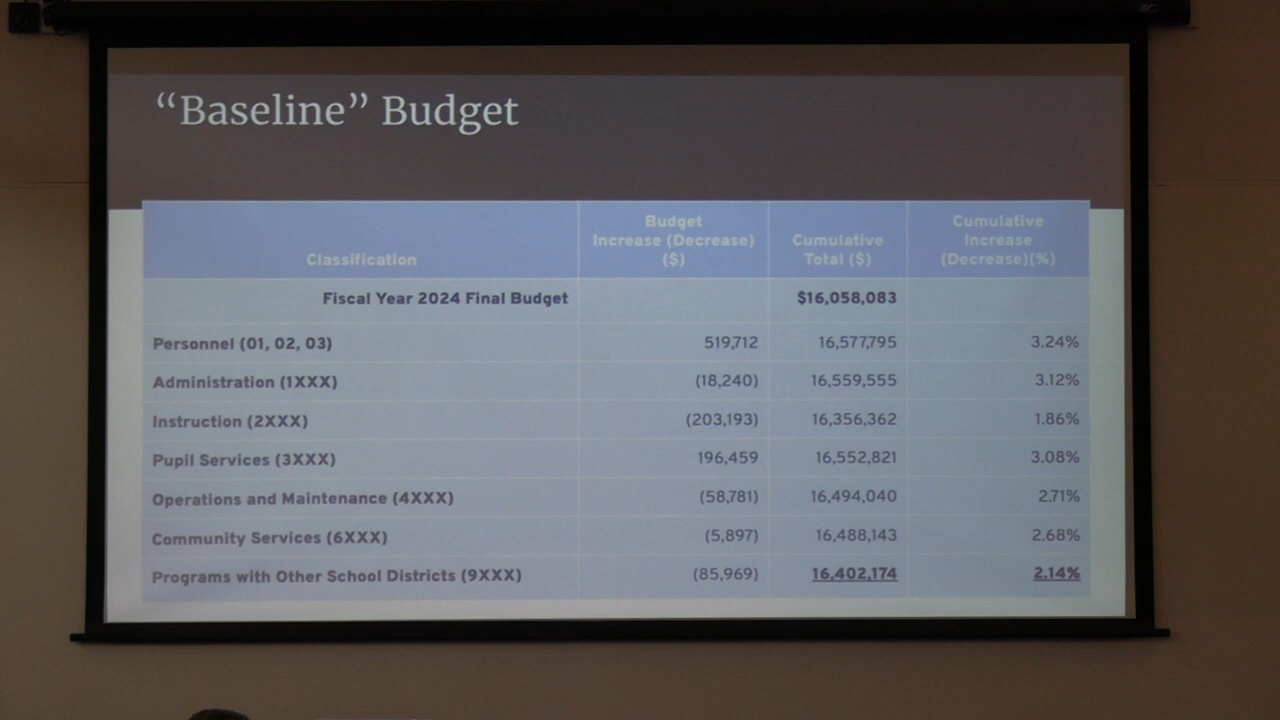 “Baseline” Budget
Classification Budget Increase (Decrease) ($) Cumulative Total ($) Cumulative Increase (Decrease)(%)
Fiscal Year 2024 Final Budget $16,058,083
Personnel (01, 02, 03) 519,712 16,577,795 3.24%
Administration (1XXX) (18,240) 16,559,555 3.12%
Instruction (2XXX) (203,193) 16,356,362 1.86%
Pupil Services (3XXX) 196,459 16,552,821 3.08%
Operations and Maintenance (4XXX) (58,781) 16,494,040 2.71%
Community Services (6XXX) (5,897) 16,488,143 2.68%
Programs with Other School Districts (9XXX) (85,969) 16,402,174 2.14%